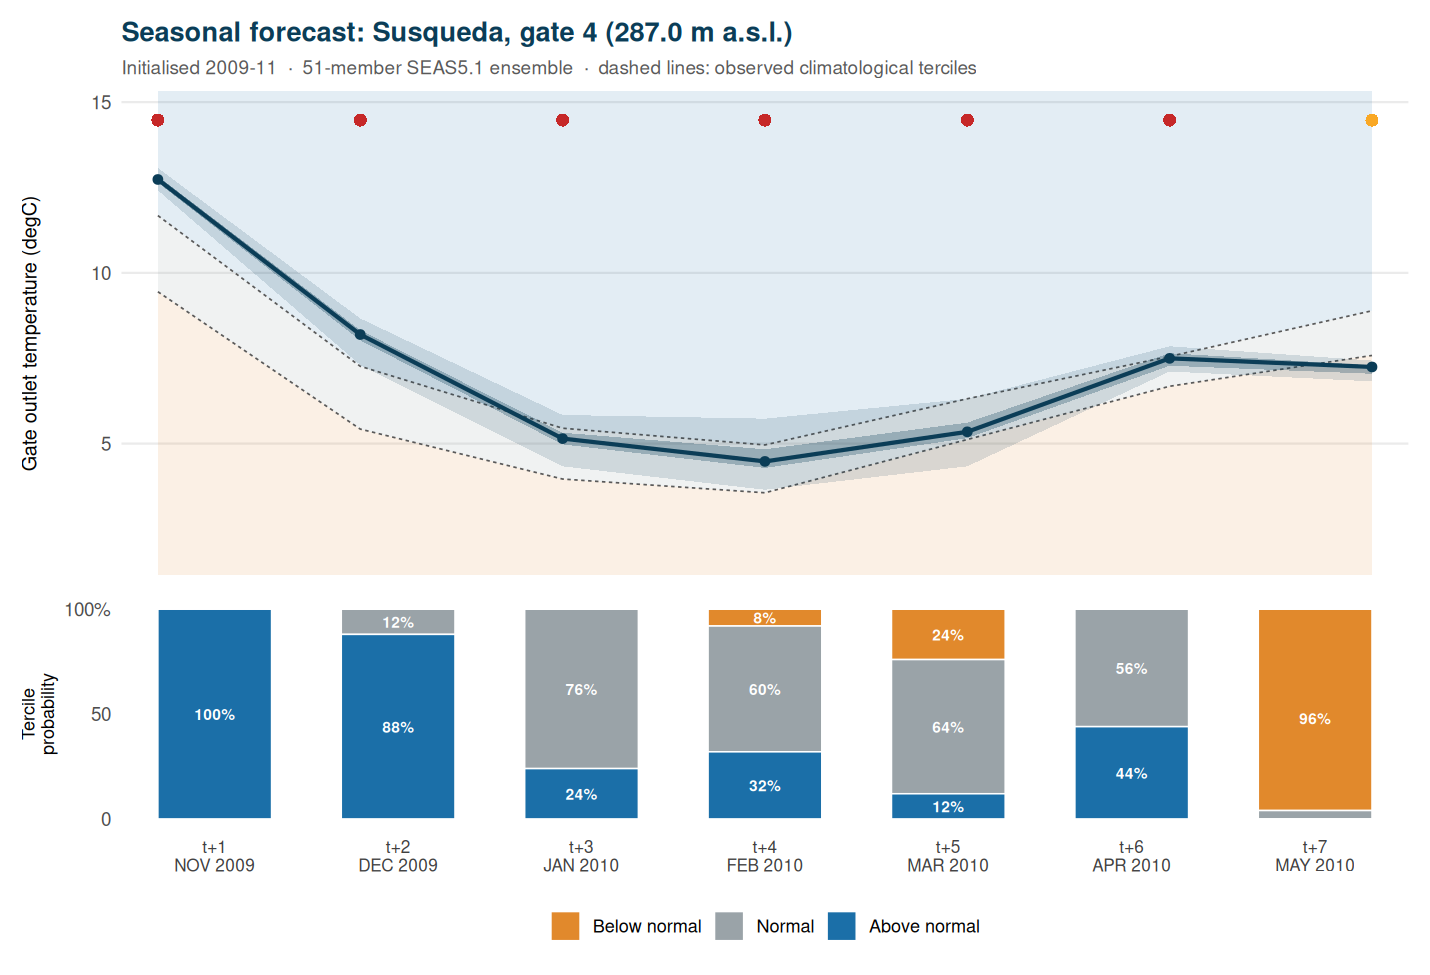 Seasonal forecast: Susqueda, gate 4 (287.0 m a.s.l.)
Initialised 2009-11 · 51-member SEAS5.1 ensemble · dashed lines: observed climatological terciles
15
10
5
Gate outlet temperature (degC)
100%
50
0
Tercile
probability
100%
12%
88%
76%
24%
8%
60%
32%
24%
64%
12%
56%
44%
96%
t+1
NOV 2009
t+2
DEC 2009
t+3
JAN 2010
t+4
FEB 2010
t+5
MAR 2010
t+6
APR 2010
t+7
MAY 2010
Below normal
Normal
Above normal